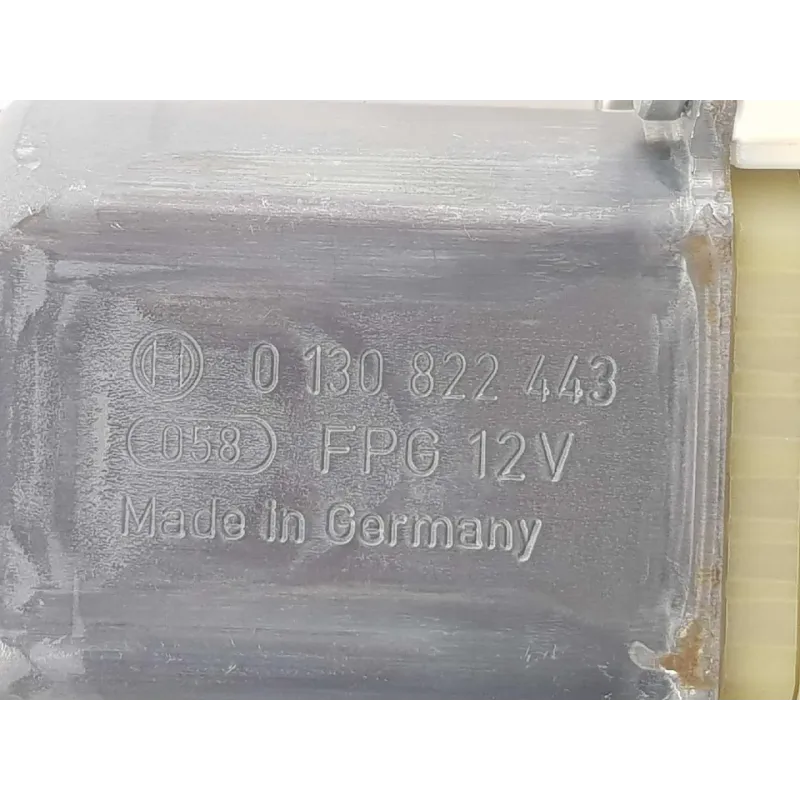 0 130 822 443
058 FPG 12V
Made in Germany